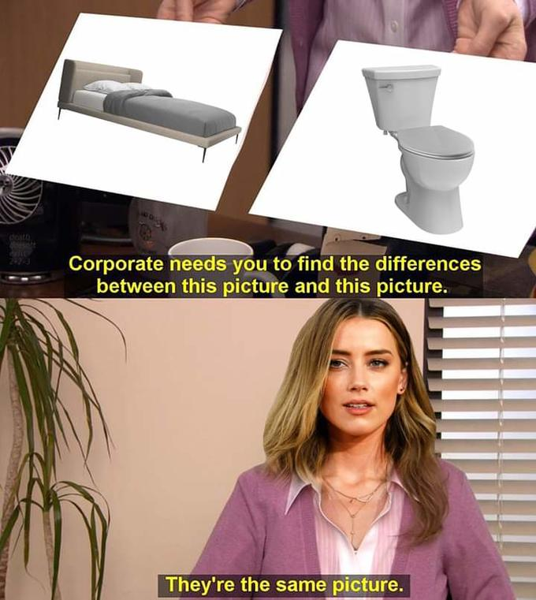 Corporate needs you to find the differences
between this picture and this picture.
They're the same picture.